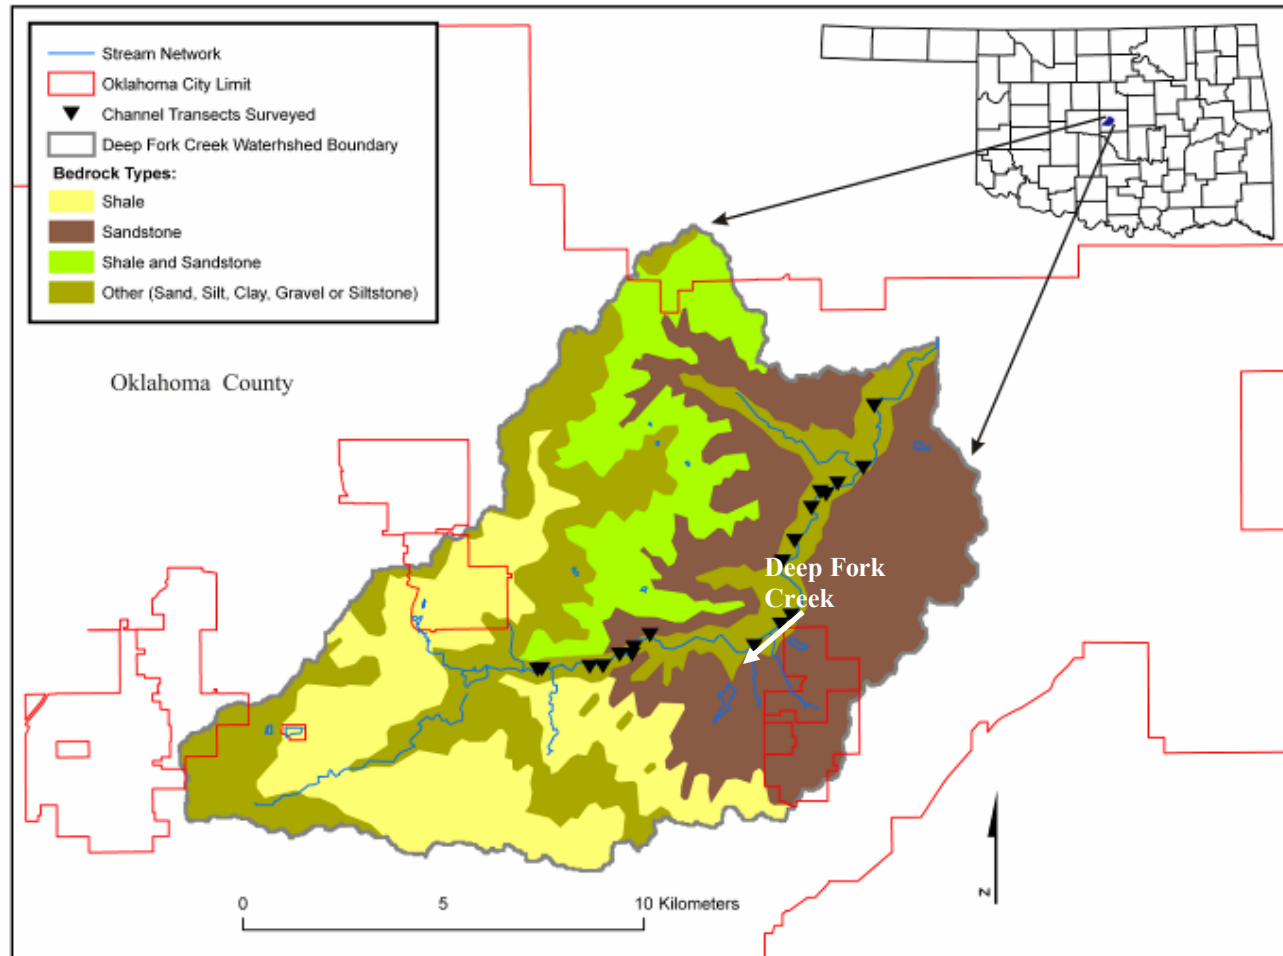 Stream Network
Oklahoma City Limit
Channel Transects Surveyed
Deep Fork Creek Waterhshed Boundary
Bedrock Types:
Shale
Sandstone
Shale and Sandstone
Other (Sand, Silt, Clay, Gravel or Siltstone)
Oklahoma County
Deep Fork
Creek
0 5 10 Kilometers
N